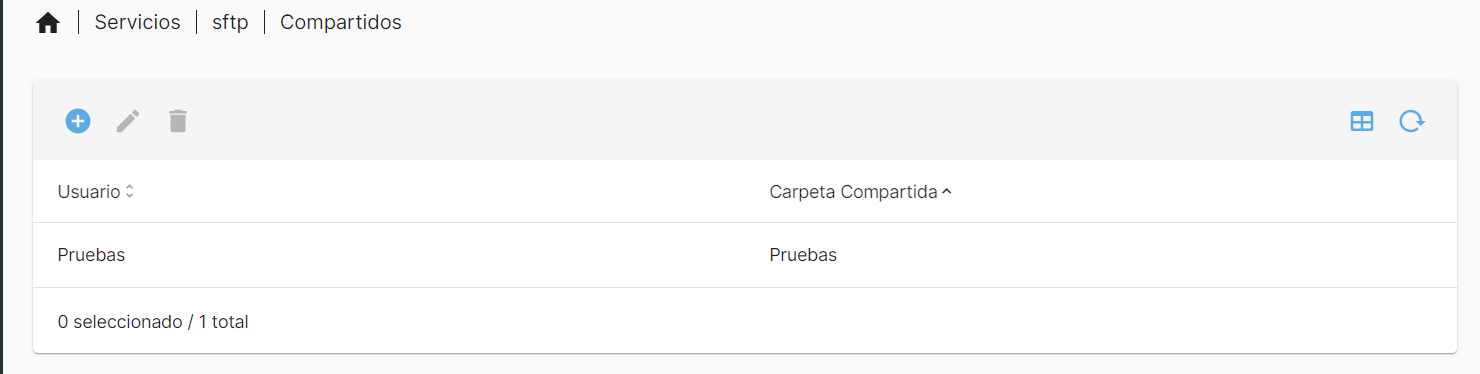 Servicios | sftp | Compartidos
Usuario Carpeta Compartida
Pruebas Pruebas
0 seleccionado / 1 total